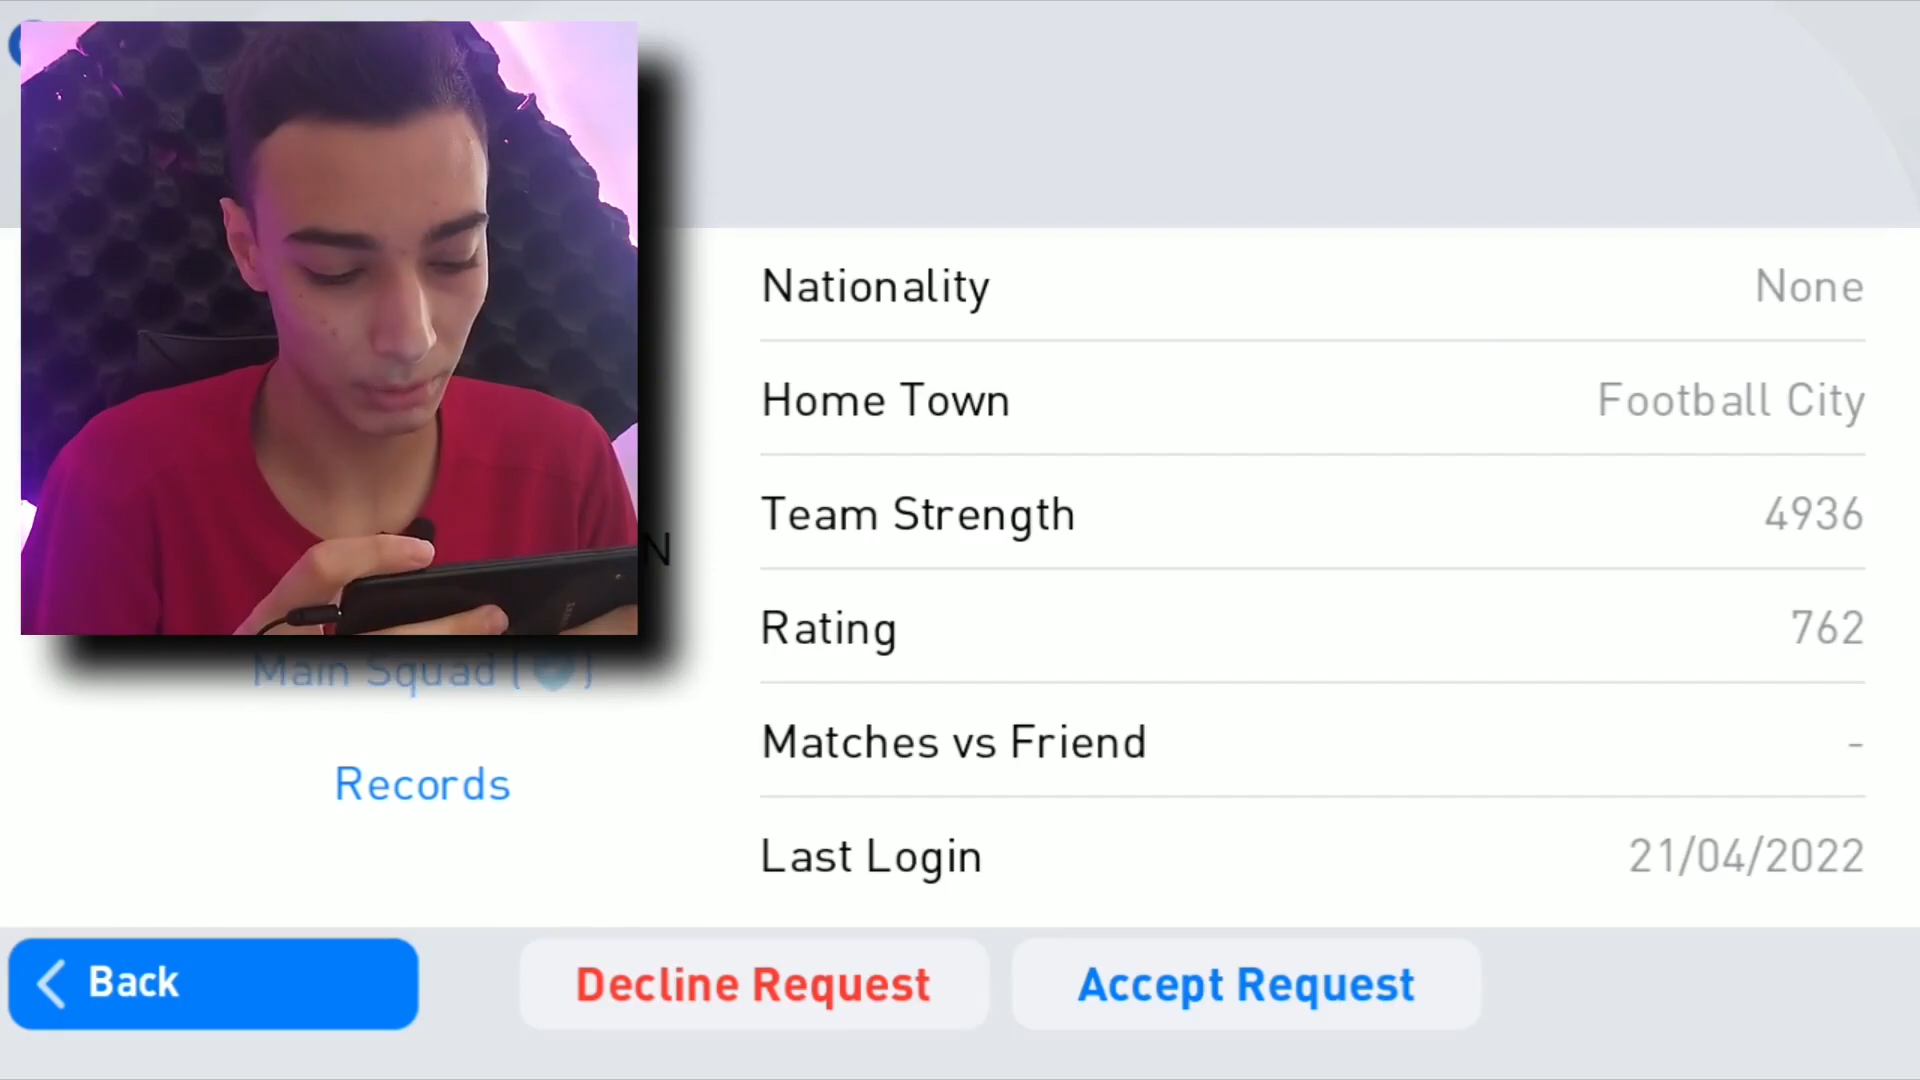 Nationality None
Home Town Football City
Team Strength 4936
Rating 762
Matches vs Friend -
Last Login 21/04/2022
N
Main Squad ( )
Records
Back
Decline Request
Accept Request